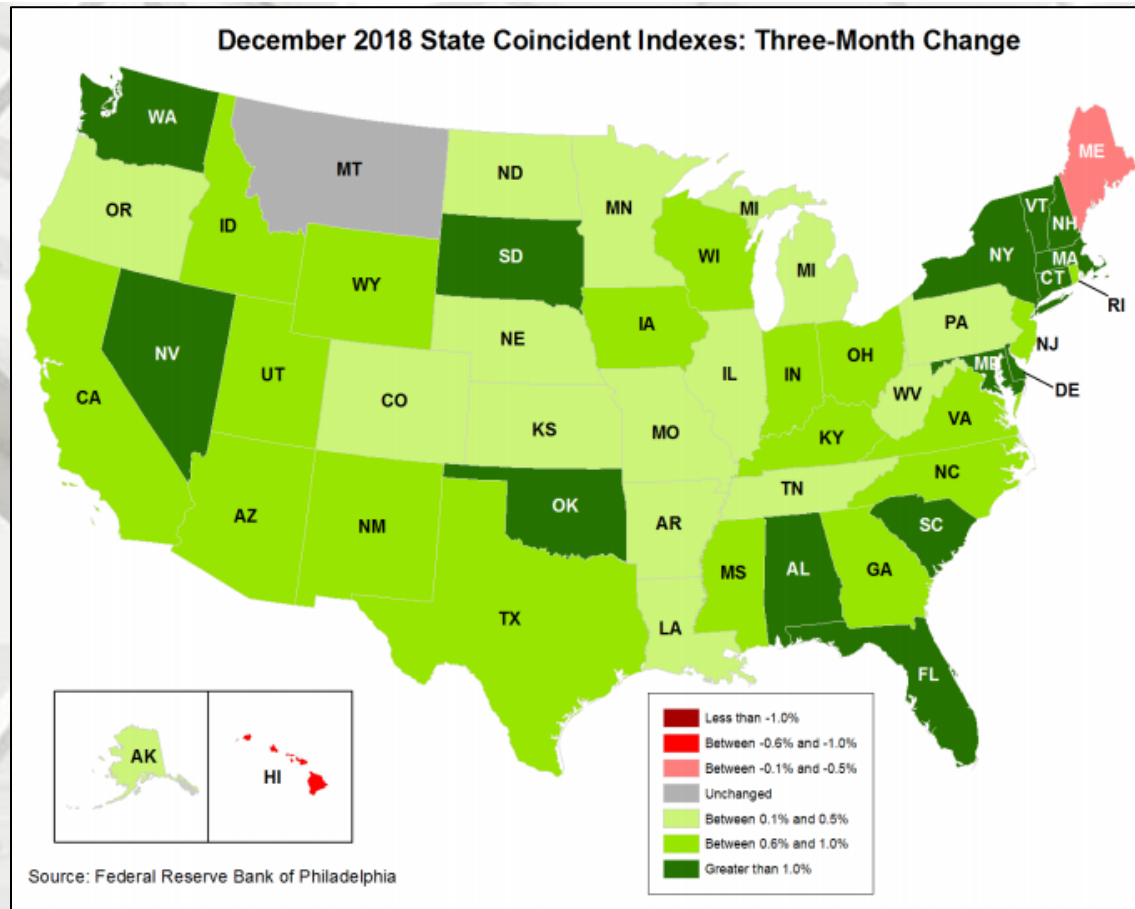 December 2018 State Coincident Indexes: Three-Month Change
WA
MT
ND
MN
MI
ME
VT
NH
OR
ID
SD
WI
MI
NY
MA
CT
RI
WY
NE
IA
PA
NJ
NV
UT
CO
IL
IN
OH
MD
DE
CA
KS
MO
WV
VA
KY
AZ
NM
OK
AR
TN
NC
SC
TX
LA
MS
AL
GA
FL
AK
HI
Less than -1.0%
Between -0.6% and -1.0%
Between -0.1% and -0.5%
Unchanged
Between 0.1% and 0.5%
Between 0.6% and 1.0%
Greater than 1.0%
Source: Federal Reserve Bank of Philadelphia